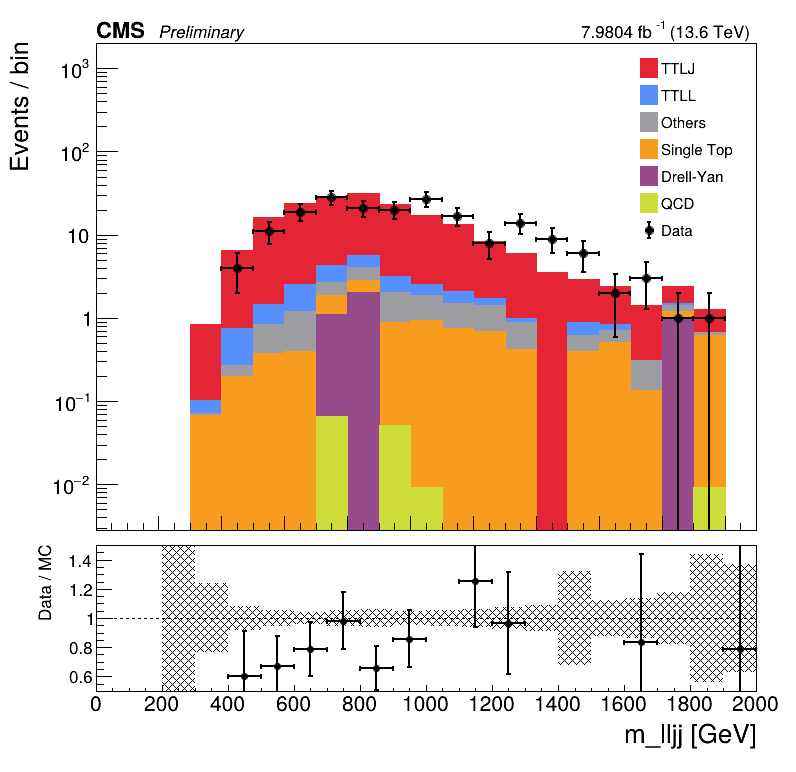 CMS Preliminary 7.9804 fb⁻¹ (13.6 TeV)
Events / bin
10³
10²
10
1
10⁻¹
10⁻²
TTLJ
TTLL
Others
Single Top
Drell-Yan
QCD
Data
Data / MC
1.4
1.2
1
0.8
0.6
0 200 400 600 800 1000 1200 1400 1600 1800 2000
m_lljj [GeV]